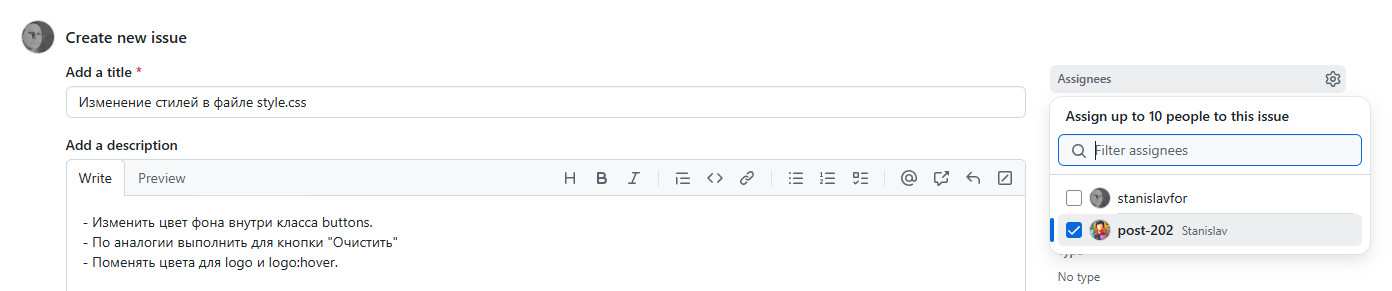 Create new issue
Add a title *
Изменение стилей в файле style.css
Add a description
Write Preview
- Изменить цвет фона внутри класса buttons.
- По аналогии выполнить для кнопки "Очистить"
- Поменять цвета для logo и logo:hover.
Assignees
Assign up to 10 people to this issue
Filter assignees
stanislavfor
post-202 Stanislav
No type